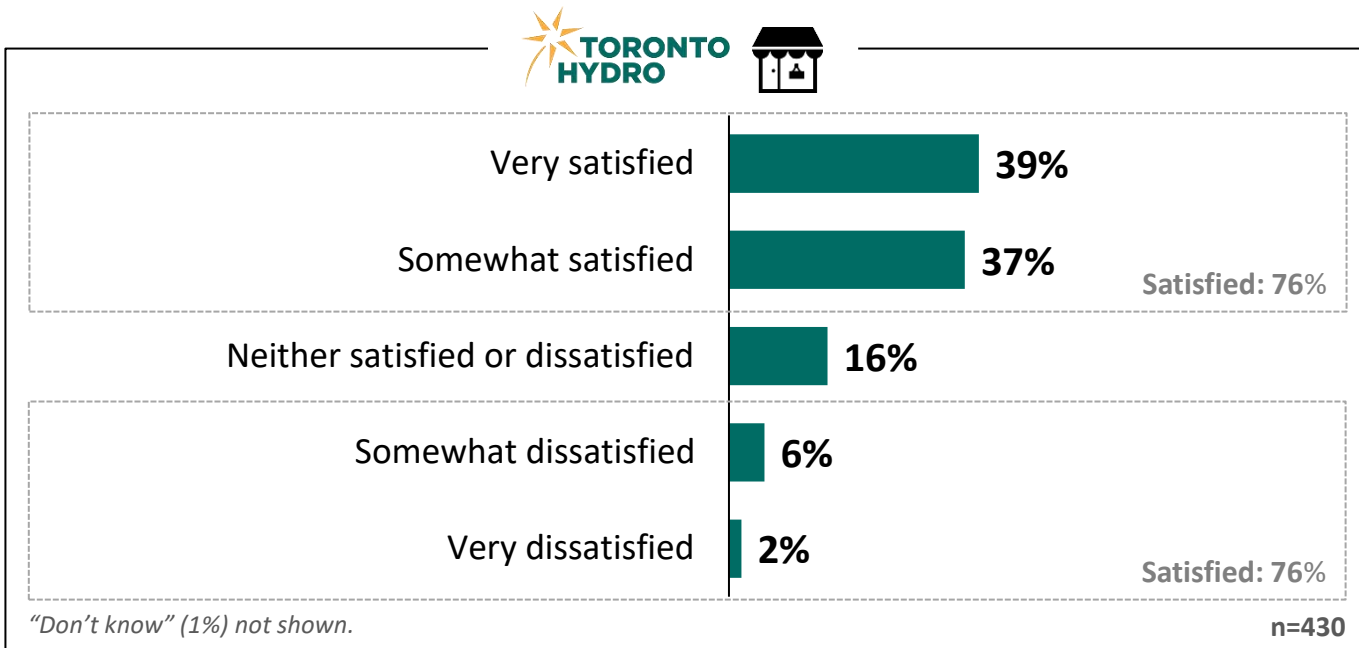 TORONTO
HYDRO
Very satisfied 39%
Somewhat satisfied 37%
Satisfied: 76%
Neither satisfied or dissatisfied 16%
Somewhat dissatisfied 6%
Very dissatisfied 2%
Satisfied: 76%
“Don’t know” (1%) not shown. n=430